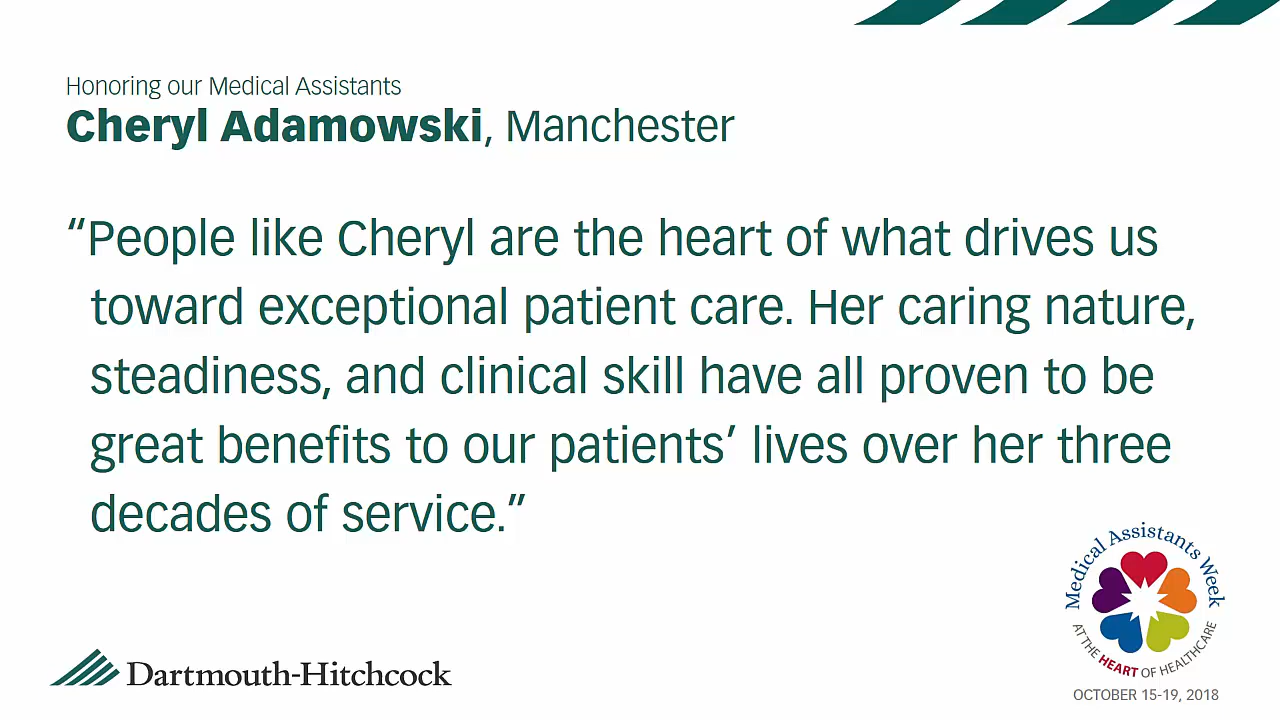 Honoring our Medical Assistants
Cheryl Adamowski, Manchester
“People like Cheryl are the heart of what drives us
toward exceptional patient care. Her caring nature,
steadiness, and clinical skill have all proven to be
great benefits to our patients’ lives over her three
decades of service.”
Medical Assistants Week
AT THE HEART OF HEALTHCARE
OCTOBER 15-19, 2018
Dartmouth-Hitchcock